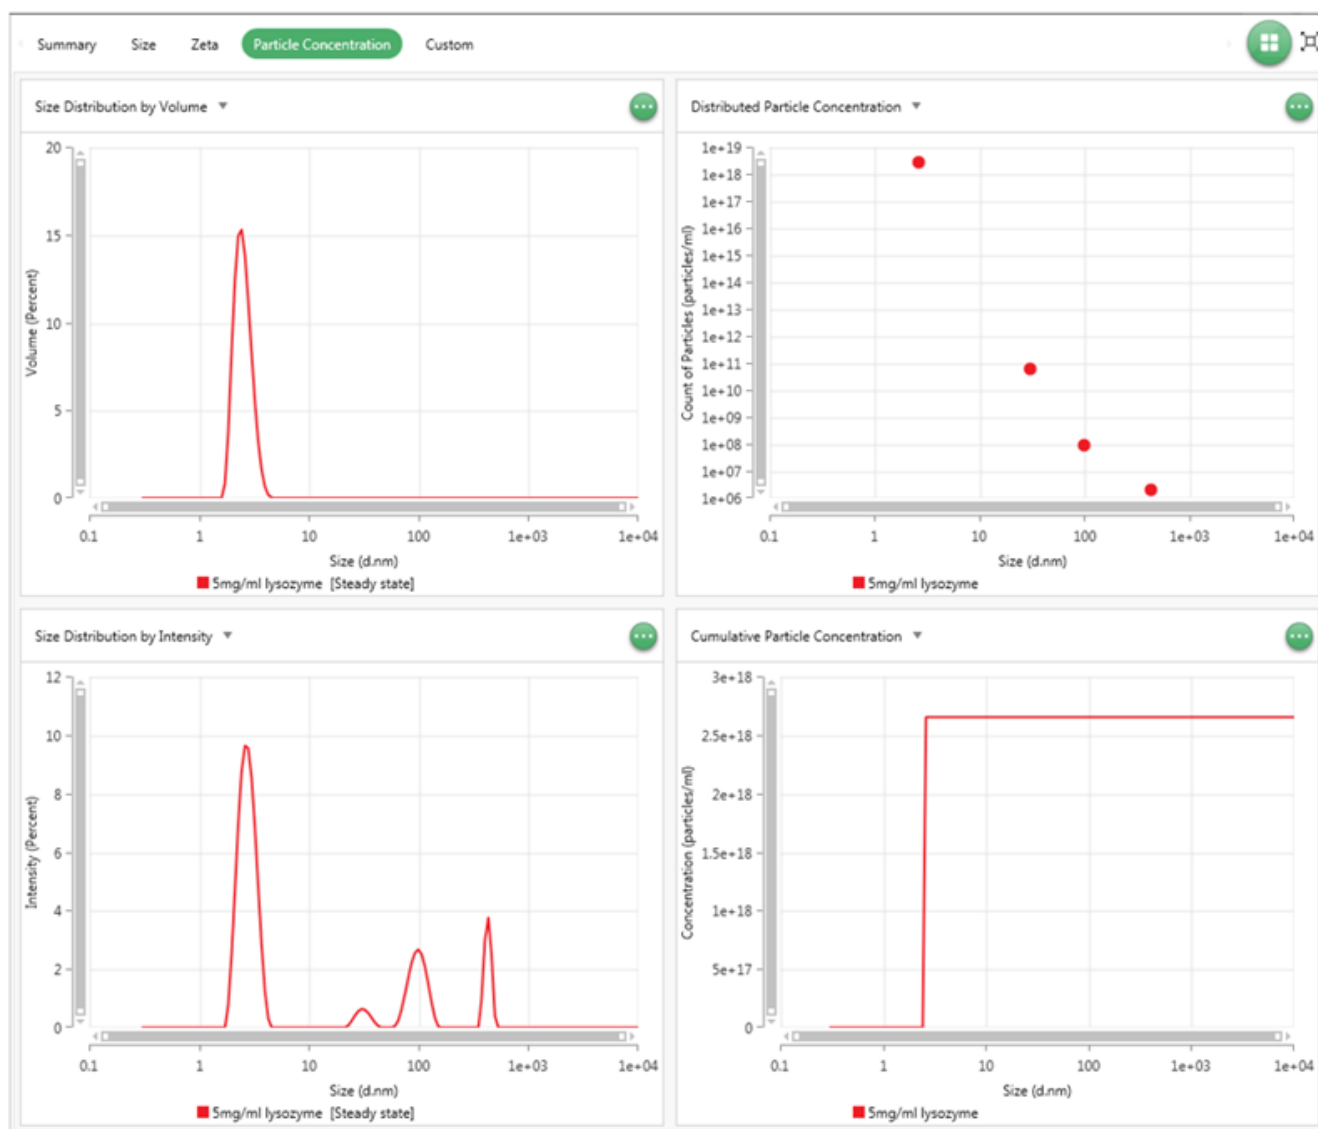 Summary Size Zeta Particle Concentration Custom
Size Distribution by Volume
20
15
10
5
0
Volume (Percent)
0.1 1 10 100 1e+03 1e+04
Size (d.nm)
5mg/ml lysozyme [Steady state]
Distributed Particle Concentration
1e+19
1e+18
1e+17
1e+16
1e+15
1e+14
1e+13
1e+12
1e+11
1e+10
1e+09
1e+08
1e+07
1e+06
Count of Particles (particles/ml)
0.1 1 10 100 1e+03 1e+04
Size (d.nm)
5mg/ml lysozyme
Size Distribution by Intensity
12
10
8
6
4
2
0
Intensity (Percent)
0.1 1 10 100 1e+03 1e+04
Size (d.nm)
5mg/ml lysozyme [Steady state]
Cumulative Particle Concentration
3e+18
2.5e+18
2e+18
1.5e+18
1e+18
5e+17
0
Concentration (particles/ml)
0.1 1 10 100 1e+03 1e+04
Size (d.nm)
5mg/ml lysozyme